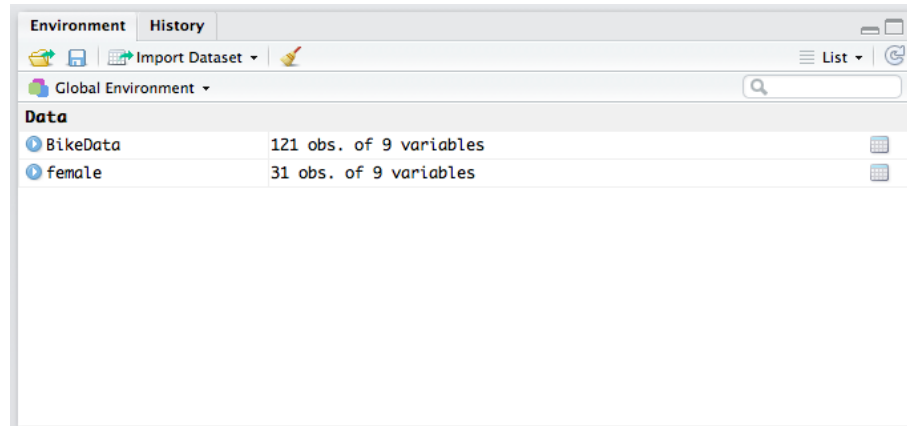 Environment History
Import Dataset List
Global Environment
Data
BikeData 121 obs. of 9 variables
female 31 obs. of 9 variables